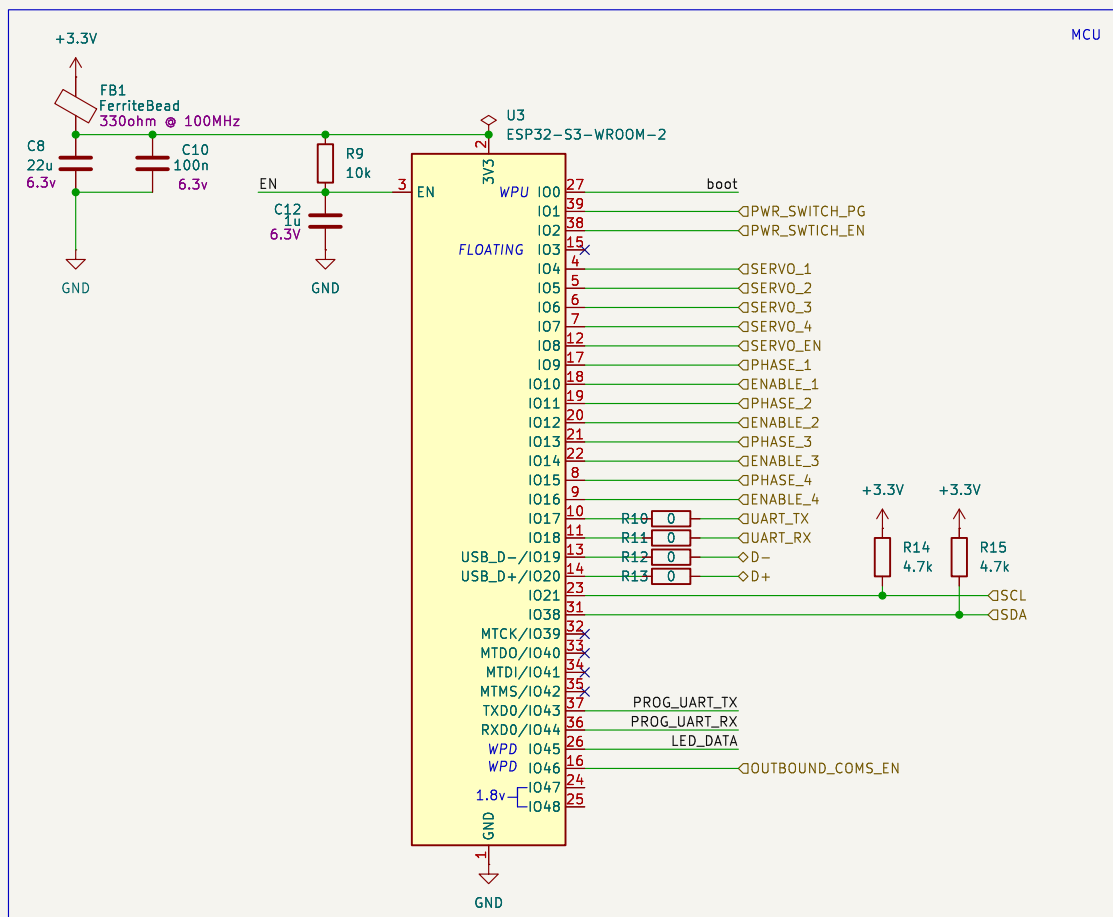 MCU
+3.3V
FB1
FerriteBead
330ohm @ 100MHz
C8
22u
6.3v
C10
100n
6.3v
GND
R9
10k
EN
C12
1u
6.3V
GND
U3
ESP32-S3-WROOM-2
2
3V3
3 EN
WPU IO0 27 boot
IO1 39 PWR_SWITCH_PG
IO2 38 PWR_SWTICH_EN
FLOATING IO3 15
IO4 4 SERVO_1
IO5 5 SERVO_2
IO6 6 SERVO_3
IO7 7 SERVO_4
IO8 12 SERVO_EN
IO9 17 PHASE_1
IO10 18 ENABLE_1
IO11 19 PHASE_2
IO12 20 ENABLE_2
IO13 21 PHASE_3
IO14 22 ENABLE_3
IO15 8 PHASE_4
IO16 9 ENABLE_4
IO17 10 R10 0 UART_TX
IO18 11 R11 0 UART_RX
USB_D-/IO19 13 R12 0 D-
USB_D+/IO20 14 R13 0 D+
+3.3V
+3.3V
R14
4.7k
R15
4.7k
IO21 23 SCL
IO38 31 SDA
MTCK/IO39 32
MTDO/IO40 33
MTDI/IO41 34
MTMS/IO42 35
TXD0/IO43 37 PROG_UART_TX
RXD0/IO44 36 PROG_UART_RX
WPD IO45 26 LED_DATA
WPD IO46 16 OUTBOUND_COMS_EN
1.8v
IO47 24
IO48 25
GND
1
GND